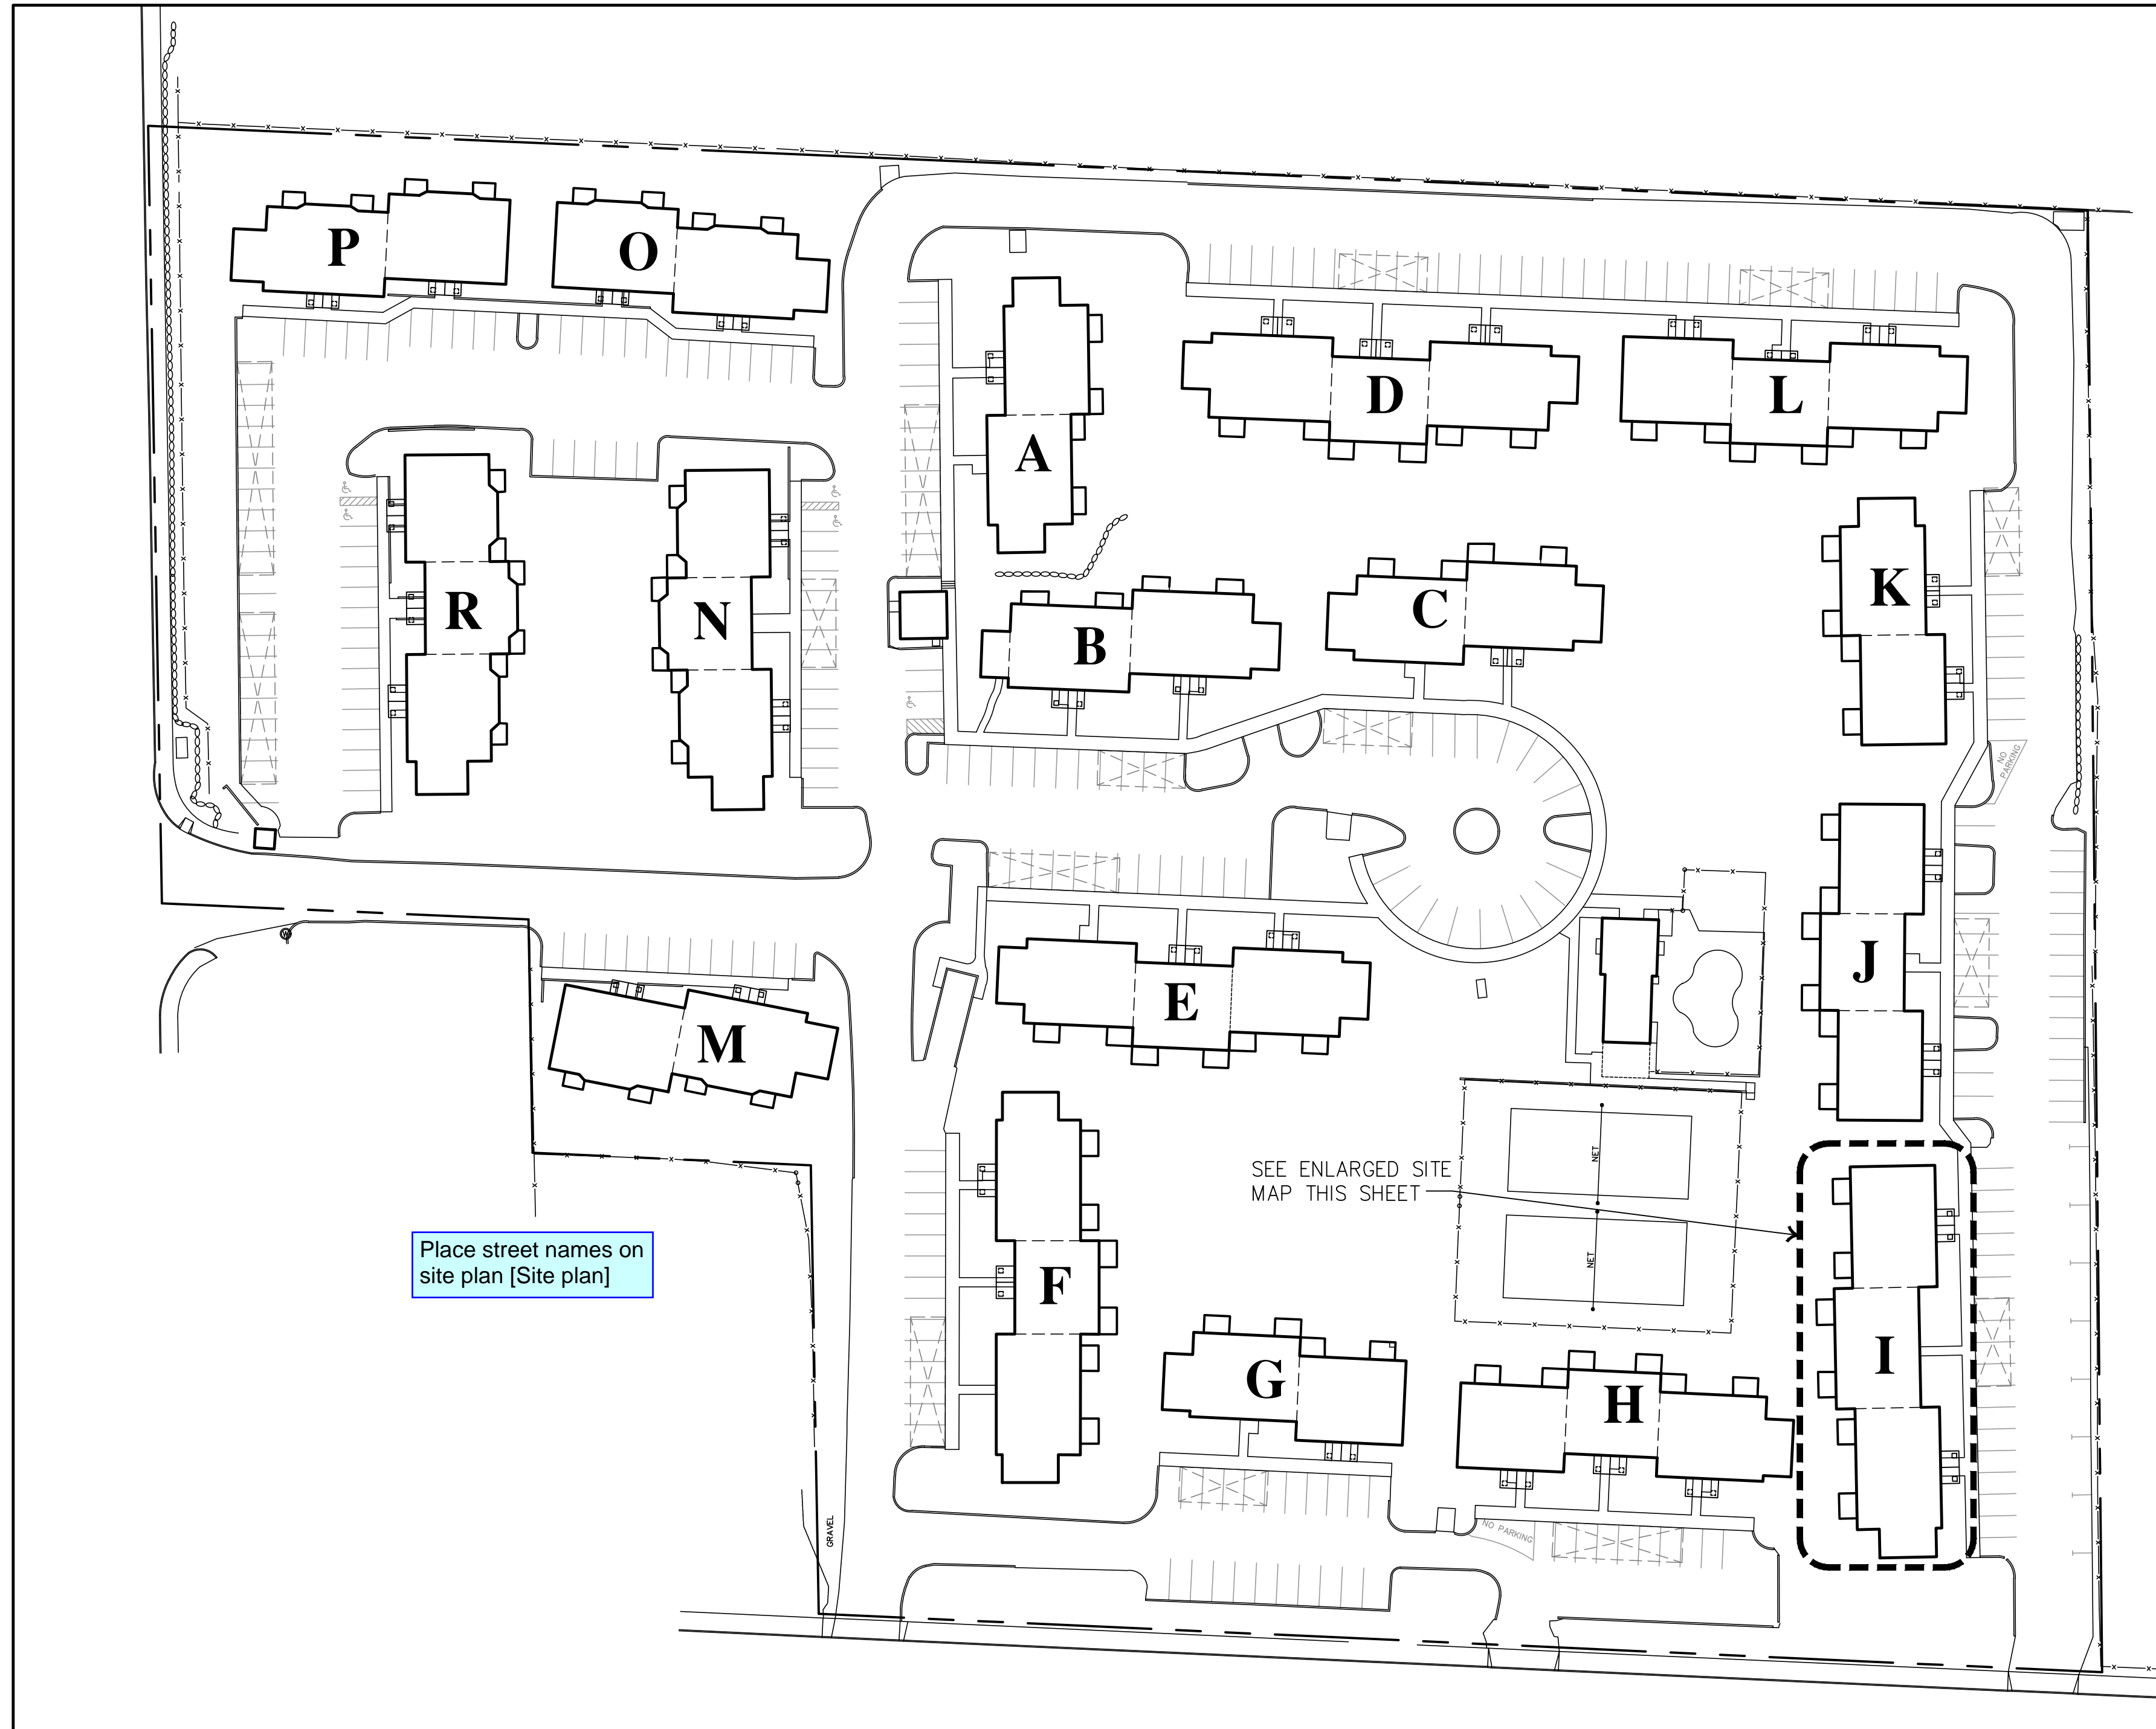 P
O
A
D
L
R
N
B
C
K
NO
PARKING
E
J
M
SEE ENLARGED SITE
MAP THIS SHEET
NET
NET
Place street names on
site plan [Site plan]
F
G
H
I
NO PARKING
GRAVEL